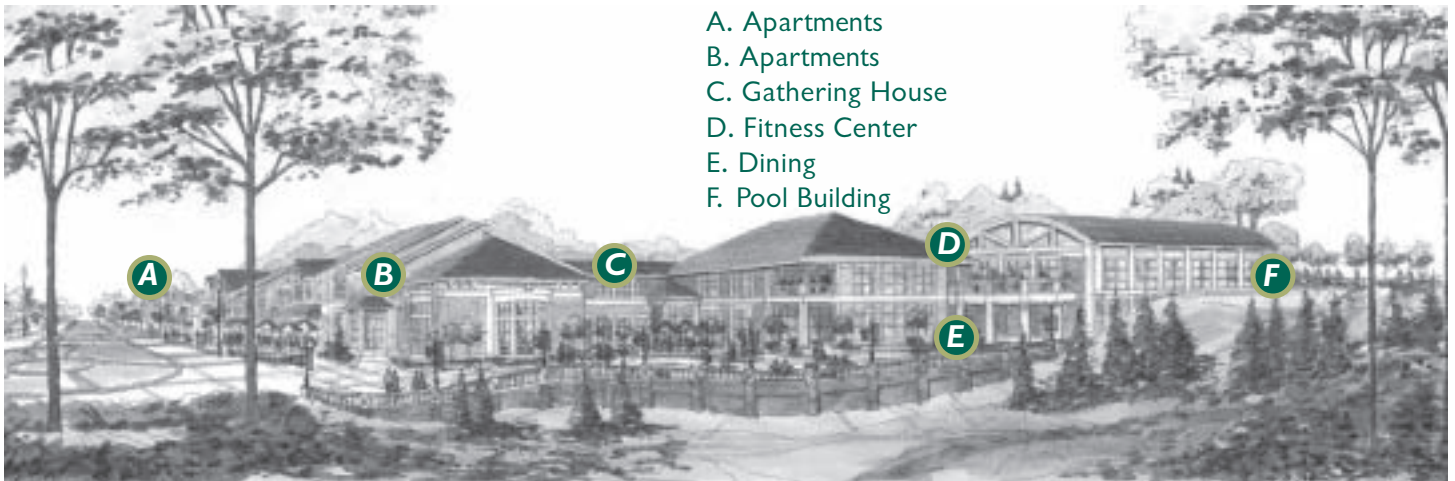 A. Apartments
B. Apartments
C. Gathering House
D. Fitness Center
E. Dining
F. Pool Building
A
B
C
D
E
F